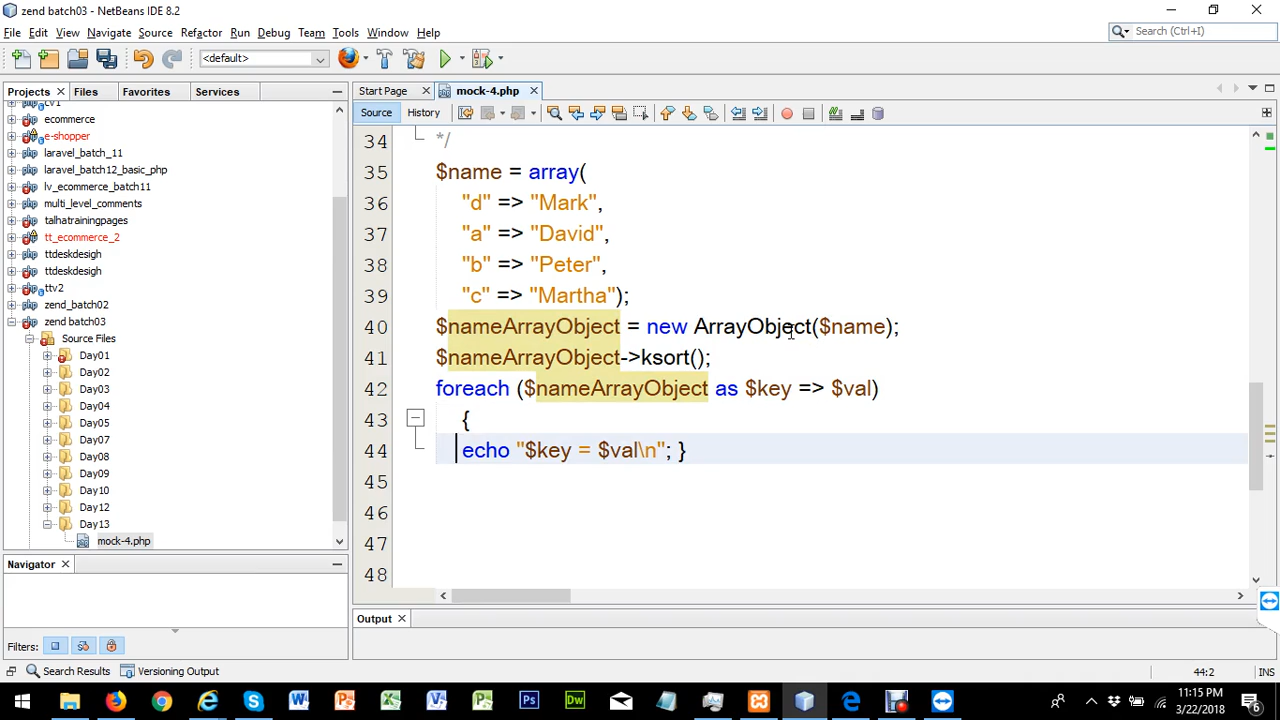 zend batch03 - NetBeans IDE 8.2
File Edit View Navigate Source Refactor Run Debug Team Tools Window Help
Search (Ctrl+I)
<default>
Projects Files Favorites Services
Start Page mock-4.php
Source History
cv1
ecommerce
e-shopper
laravel_batch_11
laravel_batch12_basic_php
lv_ecommerce_batch11
multi_level_comments
talhatrainingpages
tt_ecommerce_2
ttdeskdesigh
ttdeskdesigh
ttv2
zend_batch02
zend batch03
Source Files
Day01
Day02
Day03
Day04
Day05
Day07
Day08
Day09
Day10
Day12
Day13
mock-4.php
34 */
35 $name = array(
36 "d" => "Mark",
37 "a" => "David",
38 "b" => "Peter",
39 "c" => "Martha");
40 $nameArrayObject = new ArrayObject($name);
41 $nameArrayObject->ksort();
42 foreach ($nameArrayObject as $key => $val)
43 {
44 echo "$key = $val\n"; }
45
46
47
48
Navigator
Filters:
Output
Search Results Versioning Output
44:2 INS
11:15 PM
3/22/2018